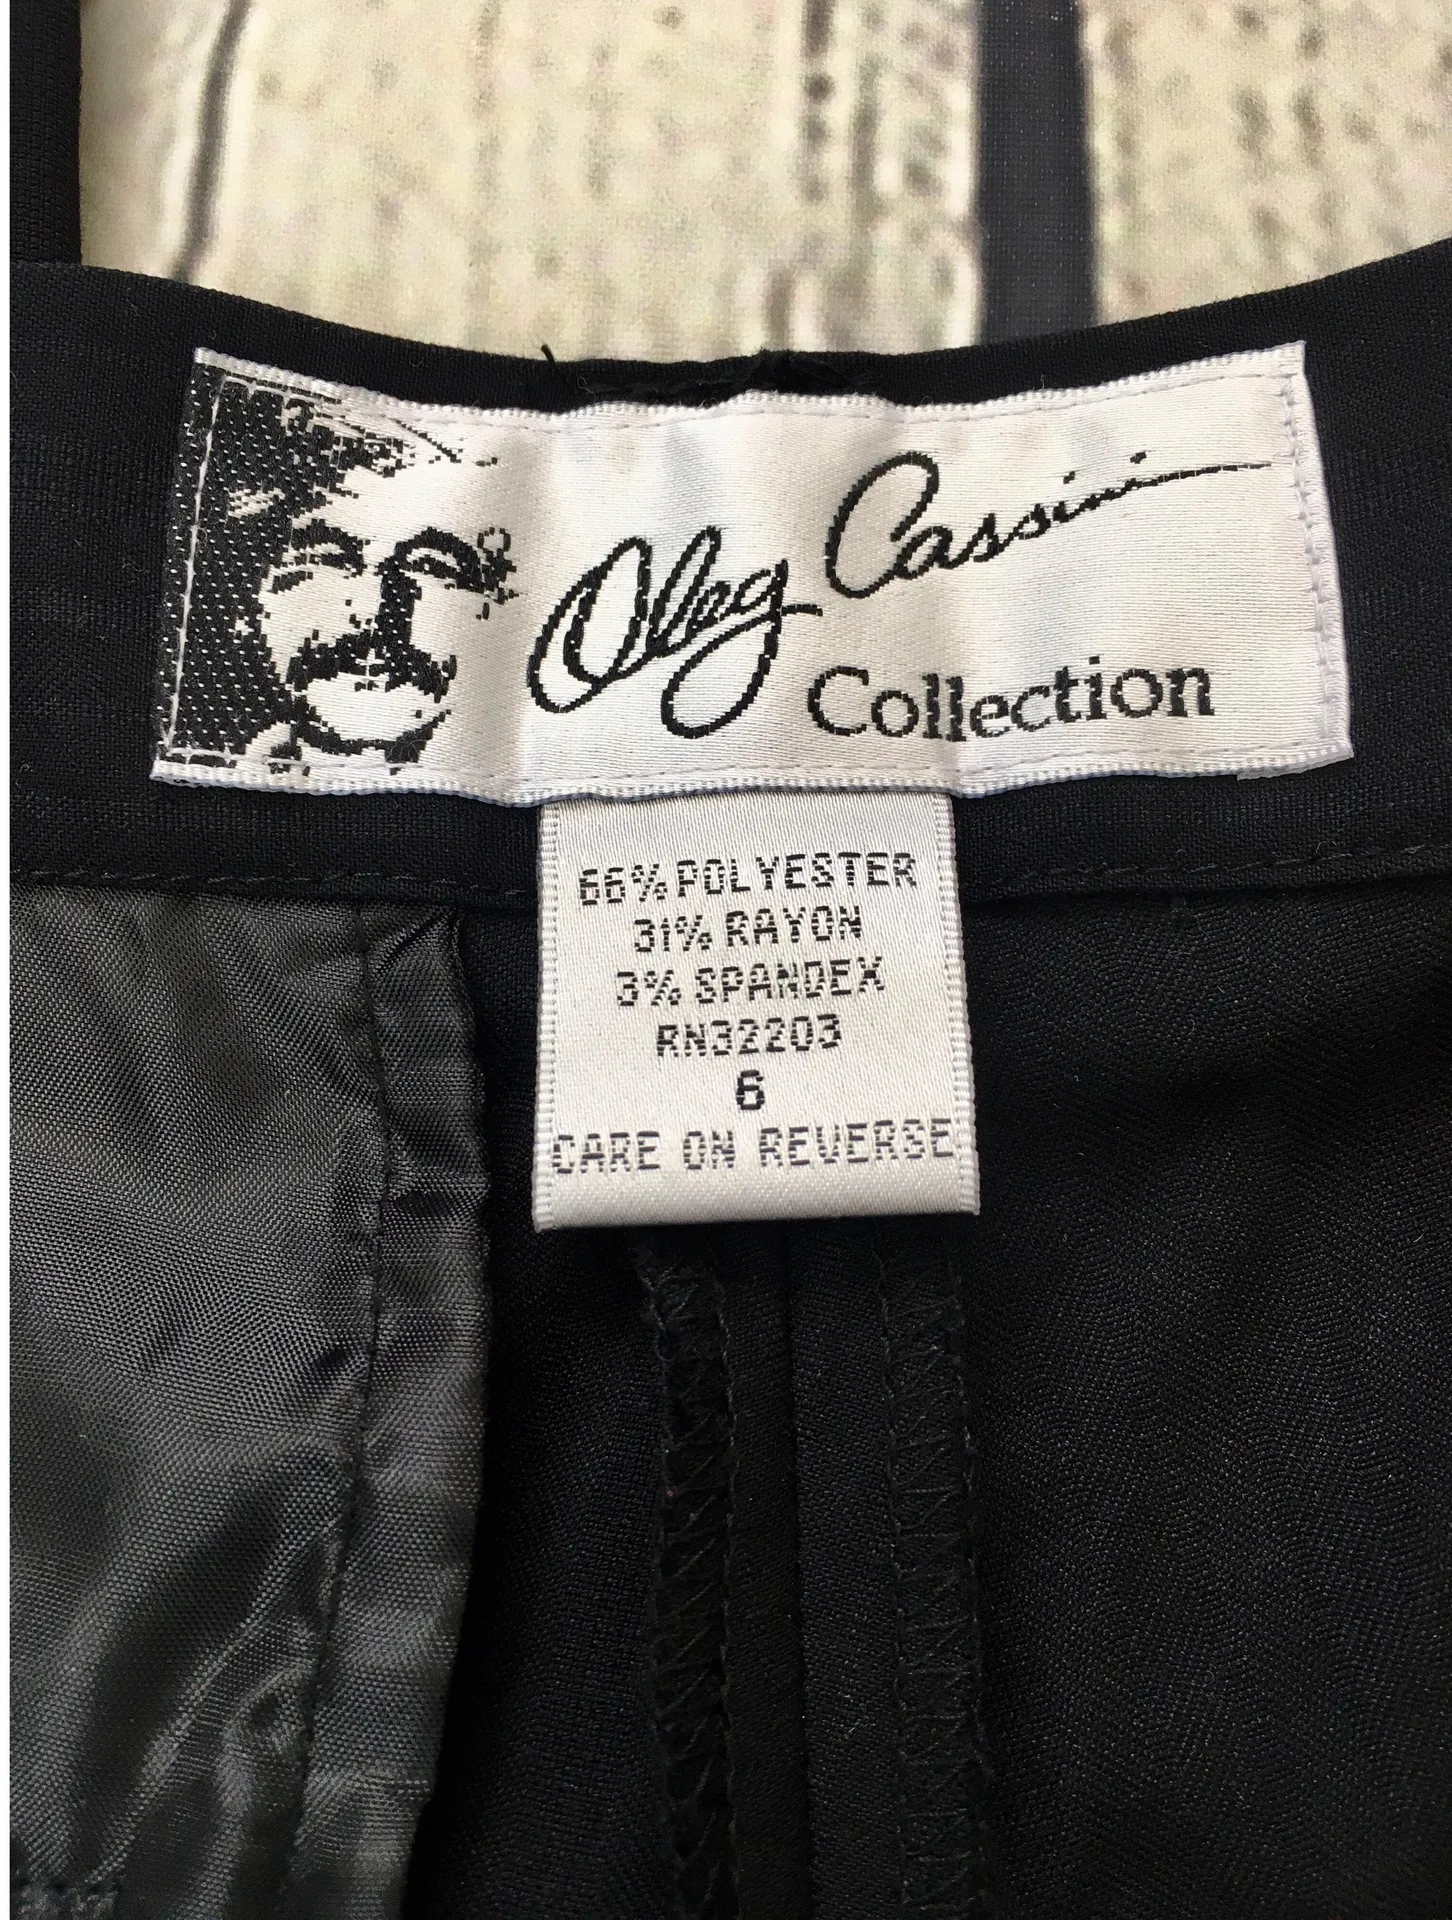 Oleg Cassini
Collection
66% POLYESTER
31% RAYON
3% SPANDEX
RN32203
6
CARE ON REVERSE